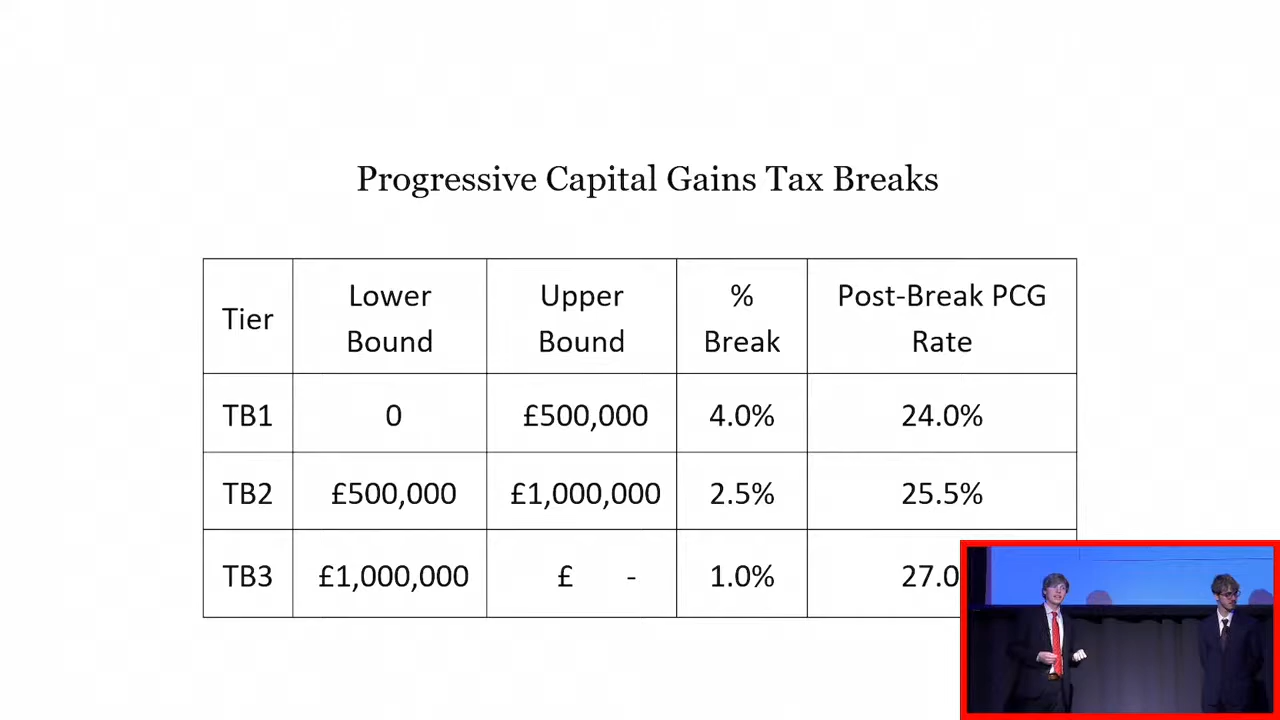 Progressive Capital Gains Tax Breaks
Tier
Lower
Bound
Upper
Bound
%
Break
Post-Break PCG
Rate
TB1 0 £500,000 4.0% 24.0%
TB2 £500,000 £1,000,000 2.5% 25.5%
TB3 £1,000,000 £ - 1.0% 27.0